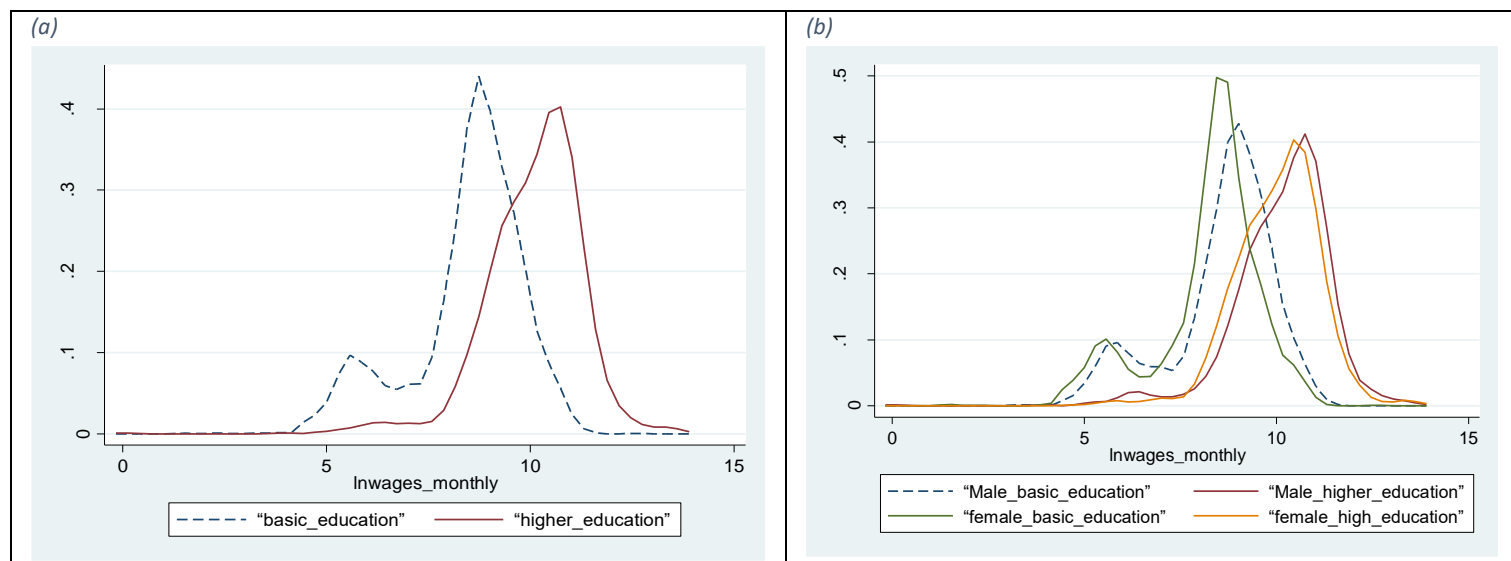 (a)
.4
.3
.2
.1
0
0 5 10 15
lnwages_monthly
“basic_education” “higher_education”
(b)
.5
.4
.3
.2
.1
0
0 5 10 15
lnwages_monthly
“Male_basic_education” “Male_higher_education”
“female_basic_education” “female_high_education”